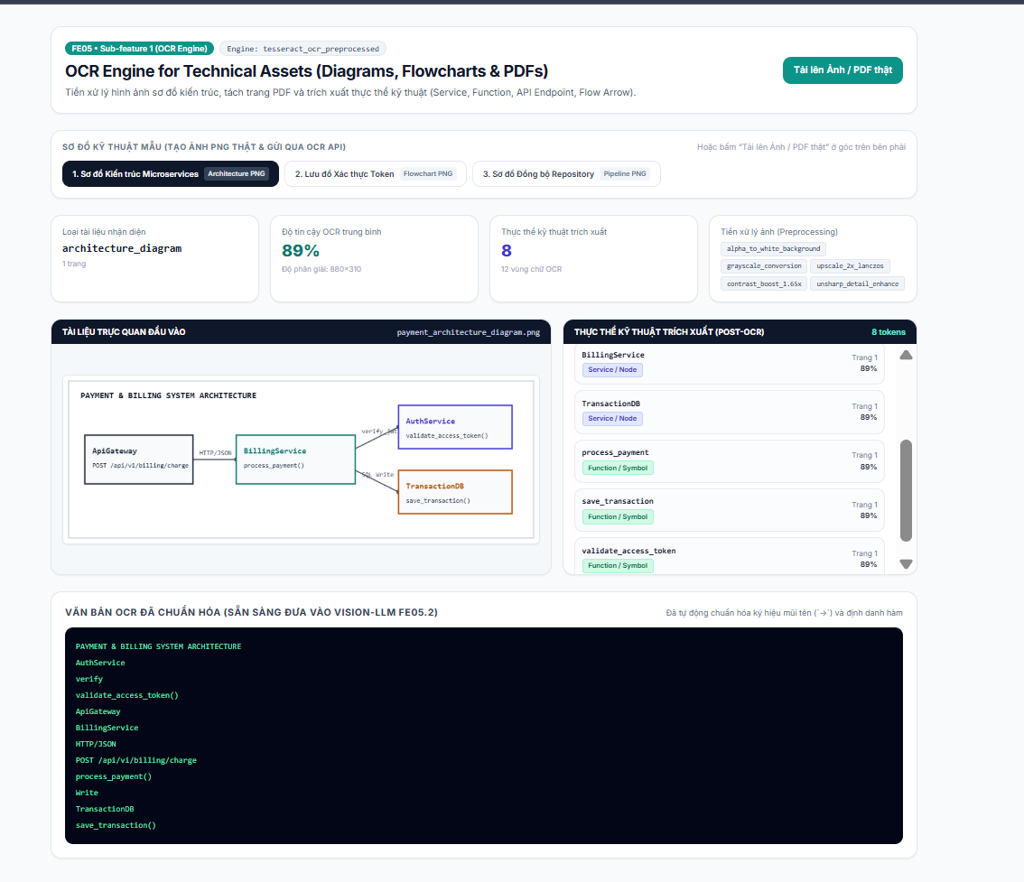 FE05 • Sub-feature 1 (OCR Engine)
Engine: tesseract_ocr_preprocessed
OCR Engine for Technical Assets (Diagrams, Flowcharts & PDFs)
Tiền xử lý hình ảnh sơ đồ kiến trúc, tách trang PDF và trích xuất thực thể kỹ thuật (Service, Function, API Endpoint, Flow Arrow).
Tải lên Ảnh / PDF thật
SƠ ĐỒ KỸ THUẬT MẪU (TẠO ẢNH PNG THẬT & GỬI QUA OCR API)
Hoặc bấm "Tải lên Ảnh / PDF thật" ở góc trên bên phải
1. Sơ đồ Kiến trúc Microservices Architecture PNG
2. Lưu đồ Xác thực Token Flowchart PNG
3. Sơ đồ Đồng bộ Repository Pipeline PNG
Loại tài liệu nhận diện
architecture_diagram
1 trang
Độ tin cậy OCR trung bình
89%
Độ phân giải: 880×310
Thực thể kỹ thuật trích xuất
8
12 vùng chữ OCR
Tiền xử lý ảnh (Preprocessing)
alpha_to_white_background
grayscale_conversion upscale_2x_lanczos
contrast_boost_1.65x unsharp_detail_enhance
TÀI LIỆU TRỰC QUAN ĐẦU VÀO
payment_architecture_diagram.png
PAYMENT & BILLING SYSTEM ARCHITECTURE
ApiGateway
POST /api/v1/billing/charge
HTTP/JSON
BillingService
process_payment()
verify
SQL Write
AuthService
validate_access_token()
TransactionDB
save_transaction()
THỰC THỂ KỸ THUẬT TRÍCH XUẤT (POST-OCR)
8 tokens
BillingService
Service / Node
Trang 1
89%
TransactionDB
Service / Node
Trang 1
89%
process_payment
Function / Symbol
Trang 1
89%
save_transaction
Function / Symbol
Trang 1
89%
validate_access_token
Function / Symbol
Trang 1
89%
VĂN BẢN OCR ĐÃ CHUẨN HÓA (SẴN SÀNG ĐƯA VÀO VISION-LLM FE05.2)
Đã tự động chuẩn hóa ký hiệu mũi tên (`→`) và định danh hàm
PAYMENT & BILLING SYSTEM ARCHITECTURE
AuthService
verify
validate_access_token()
ApiGateway
BillingService
HTTP/JSON
POST /api/vi/billing/charge
process_payment()
Write
TransactionDB
save_transaction()